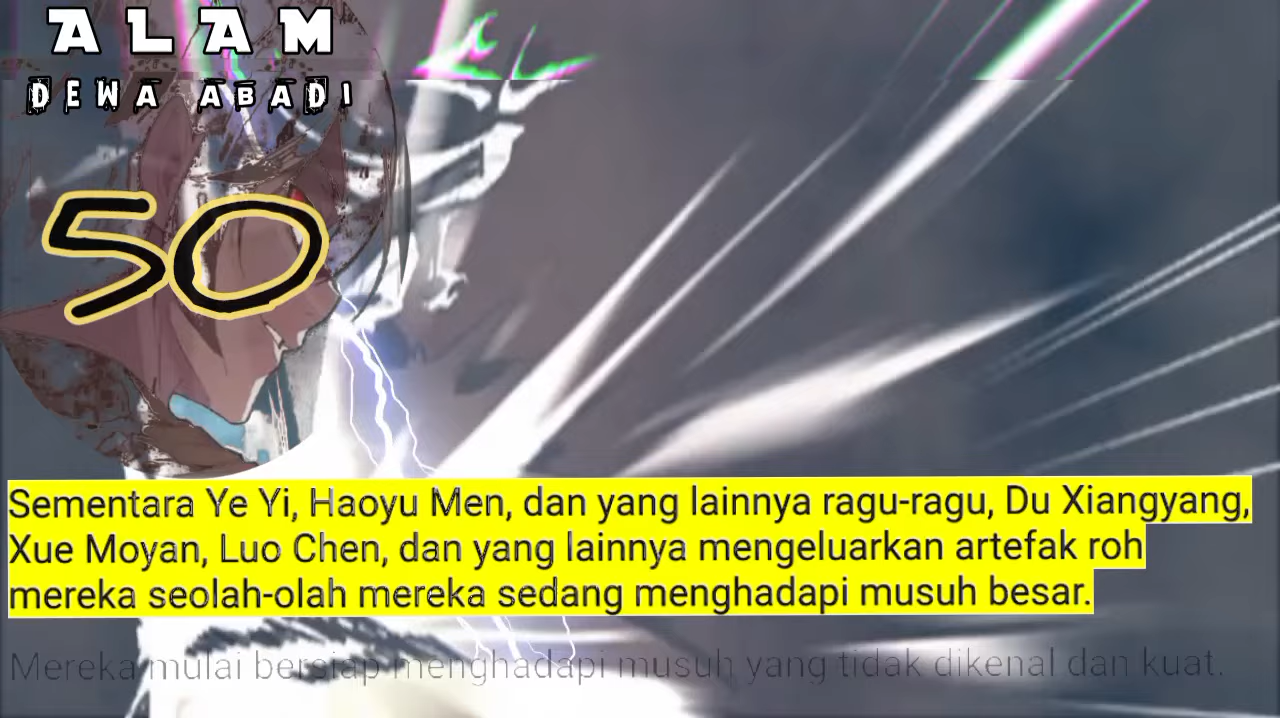 ALAM
DEWA ABADI
50
Sementara Ye Yi, Haoyu Men, dan yang lainnya ragu-ragu, Du Xiangyang,
Xue Moyan, Luo Chen, dan yang lainnya mengeluarkan artefak roh
mereka seolah-olah mereka sedang menghadapi musuh besar.
Mereka mulai bersiap menghadapi musuh yang tidak dikenal dan kuat.